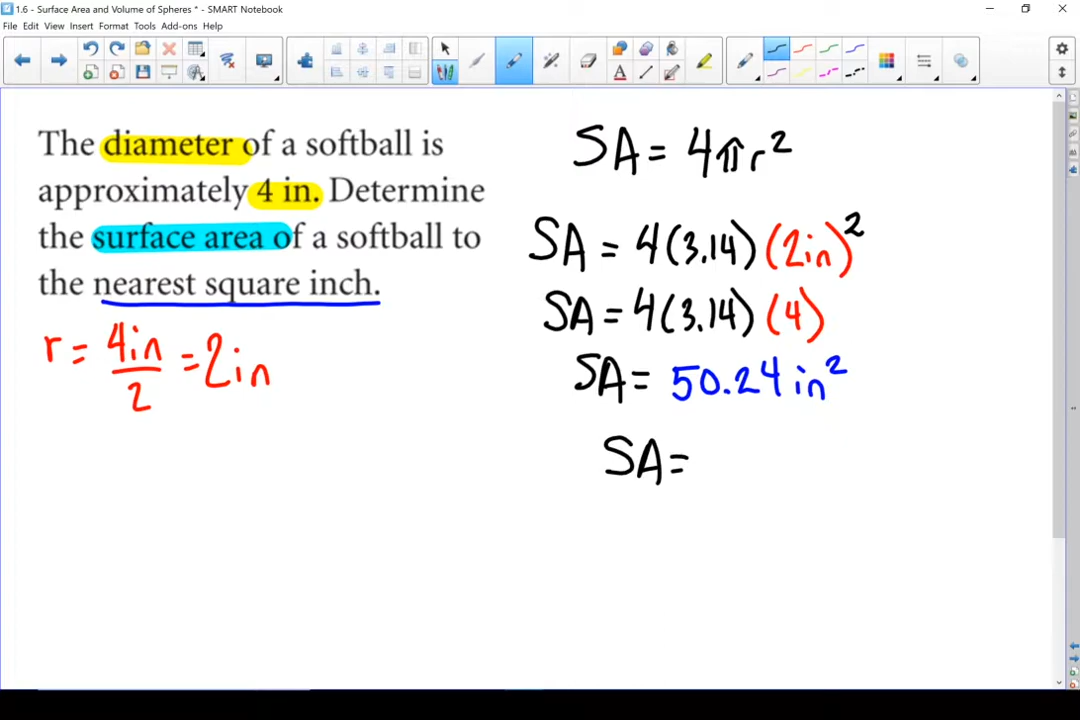 1.6 - Surface Area and Volume of Spheres * - SMART Notebook
File Edit View Insert Format Tools Add-ons Help
The diameter of a softball is
approximately 4 in. Determine
the surface area of a softball to
the nearest square inch.
r = 4in/2 = 2in
SA = 4πr²
SA = 4(3.14)(2in)²
SA = 4(3.14)(4)
SA = 50.24 in²
SA =